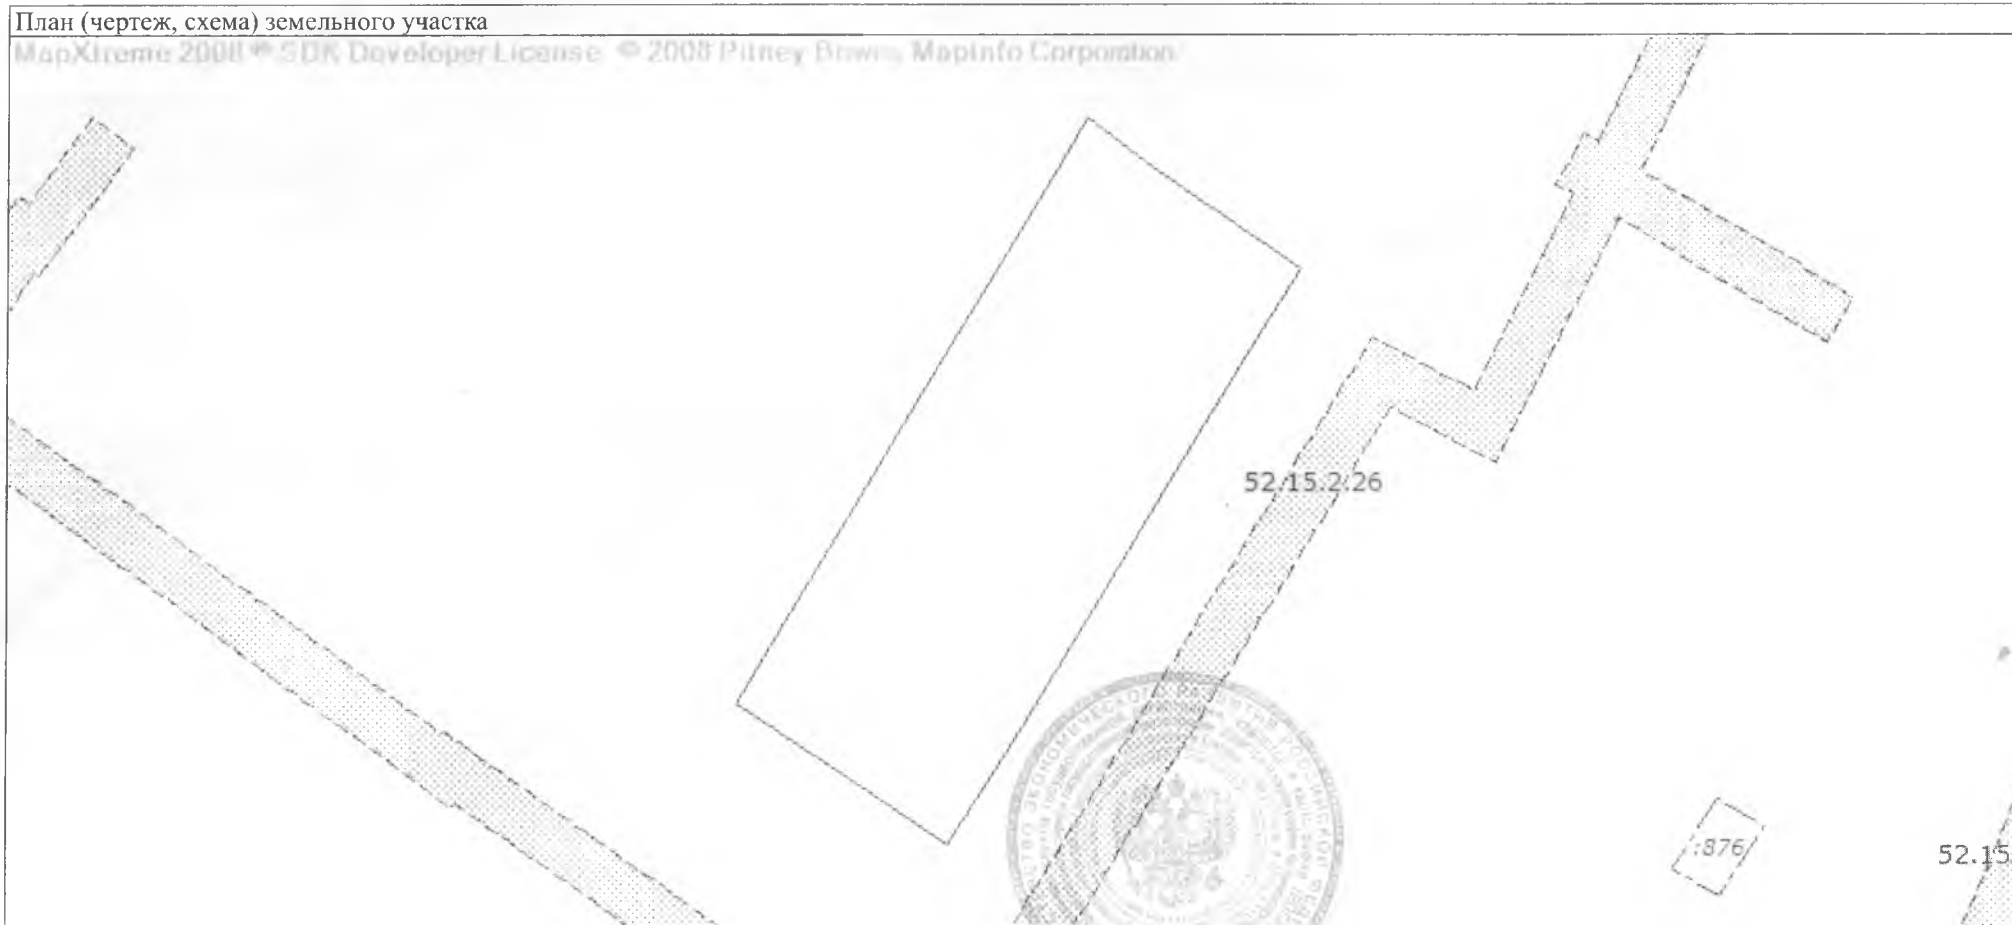 План (чертеж, схема) земельного участка
MapXtreme 2008 ® SDK Developer License. © 2008 Pitney Bowes MapInfo Corporation.
52.15.2.26
:876
52.15